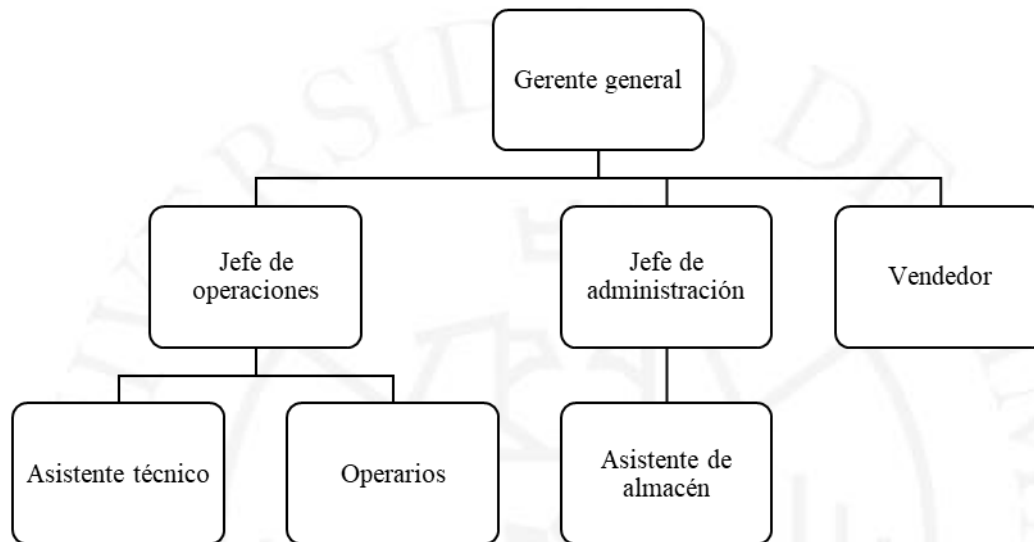 Gerente general
Jefe de
operaciones
Jefe de
administración
Vendedor
Asistente técnico
Operarios
Asistente de
almacén